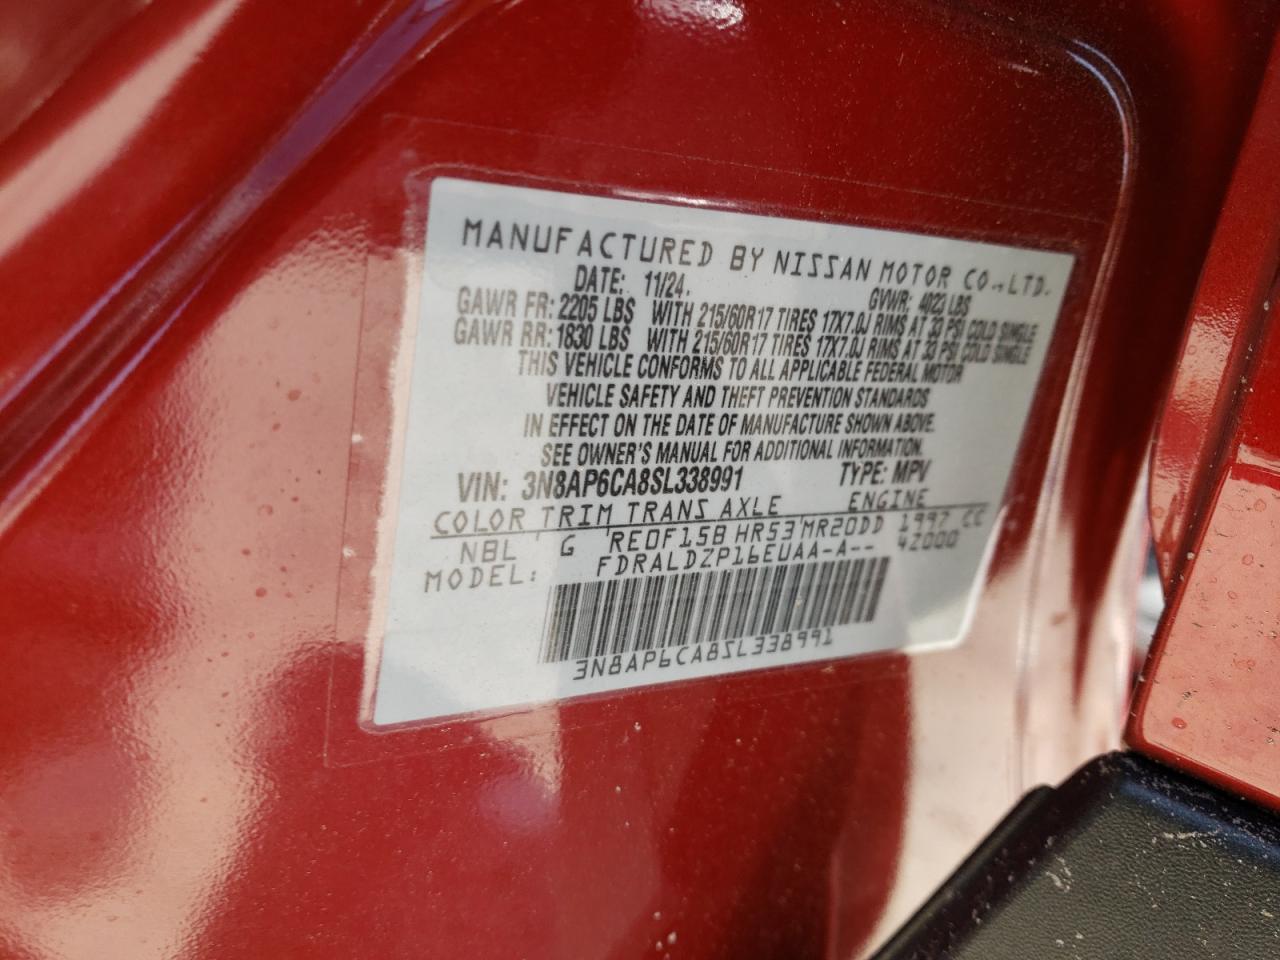 MANUFACTURED BY NISSAN MOTOR CO.,LTD.
DATE: 11/24. GVWR: 4023 LBS
GAWR FR: 2205 LBS WITH 215/60R17 TIRES 17X7.0J RIMS AT 33 PSI COLD SINGLE
GAWR RR: 1830 LBS WITH 215/60R17 TIRES 17X7.0J RIMS AT 33 PSI COLD SINGLE
THIS VEHICLE CONFORMS TO ALL APPLICABLE FEDERAL MOTOR
VEHICLE SAFETY AND THEFT PREVENTION STANDARDS
IN EFFECT ON THE DATE OF MANUFACTURE SHOWN ABOVE.
SEE OWNER'S MANUAL FOR ADDITIONAL INFORMATION.
VIN: 3N8AP6CA8SL338991 TYPE: MPV
COLOR TRIM TRANS AXLE ENGINE
NBL G RE0F15B HR53 MR20DD 1997 CC
MODEL: FDRALDZP16EUAA-A-- 42000
3N8AP6CA8SL338991